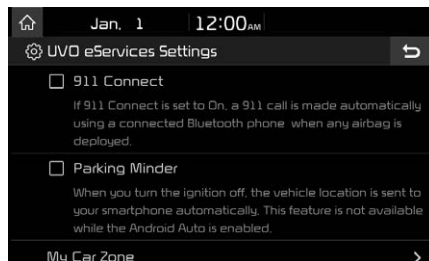 Jan. 1 12:00AM
UVO eServices Settings
911 Connect
If 911 Connect is set to On, a 911 call is made automatically
using a connected Bluetooth phone when any airbag is
deployed.
Parking Minder
When you turn the ignition off, the vehicle location is sent to
your smartphone automatically. This feature is not available
while the Android Auto is enabled.
My Car Zone